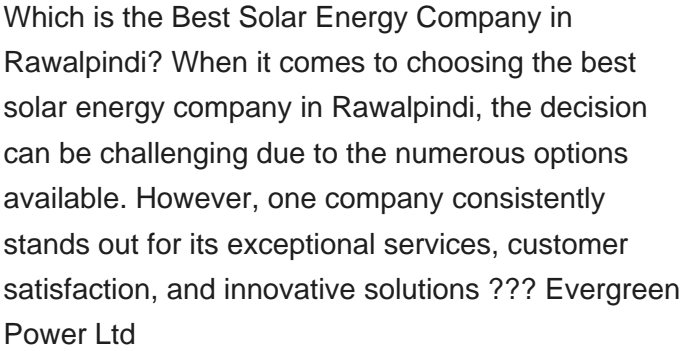 Which is the Best Solar Energy Company in
Rawalpindi? When it comes to choosing the best
solar energy company in Rawalpindi, the decision
can be challenging due to the numerous options
available. However, one company consistently
stands out for its exceptional services, customer
satisfaction, and innovative solutions ??? Evergreen
Power Ltd